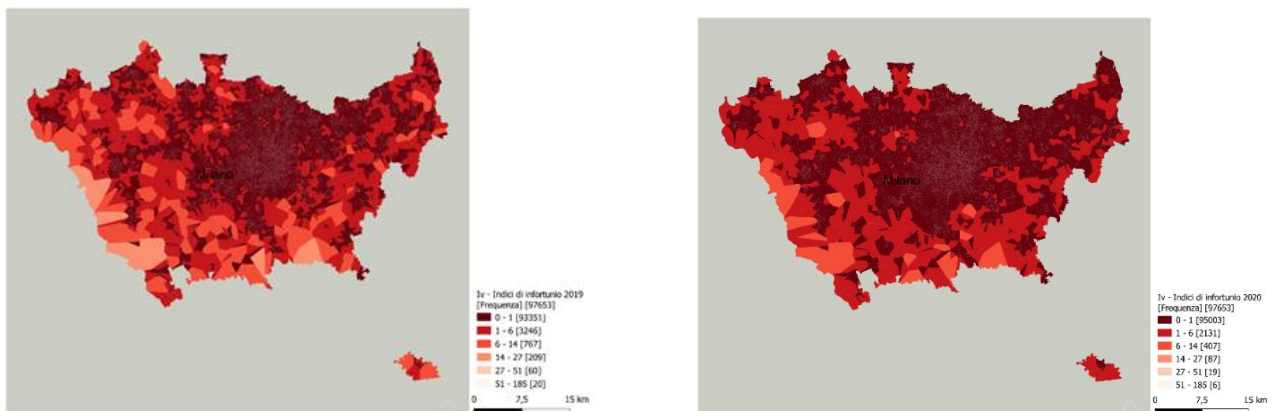 Milano
Iv - Indici di infortunio 2019
[Frequenza] [97653]
0 - 1 [93351]
1 - 6 [3246]
6 - 14 [767]
14 - 27 [209]
27 - 51 [60]
51 - 185 [20]
0 7,5 15 km
Milano
Iv - Indici di infortunio 2020
[Frequenza] [97653]
0 - 1 [95003]
1 - 6 [2131]
6 - 14 [407]
14 - 27 [87]
27 - 51 [19]
51 - 185 [6]
0 7,5 15 km